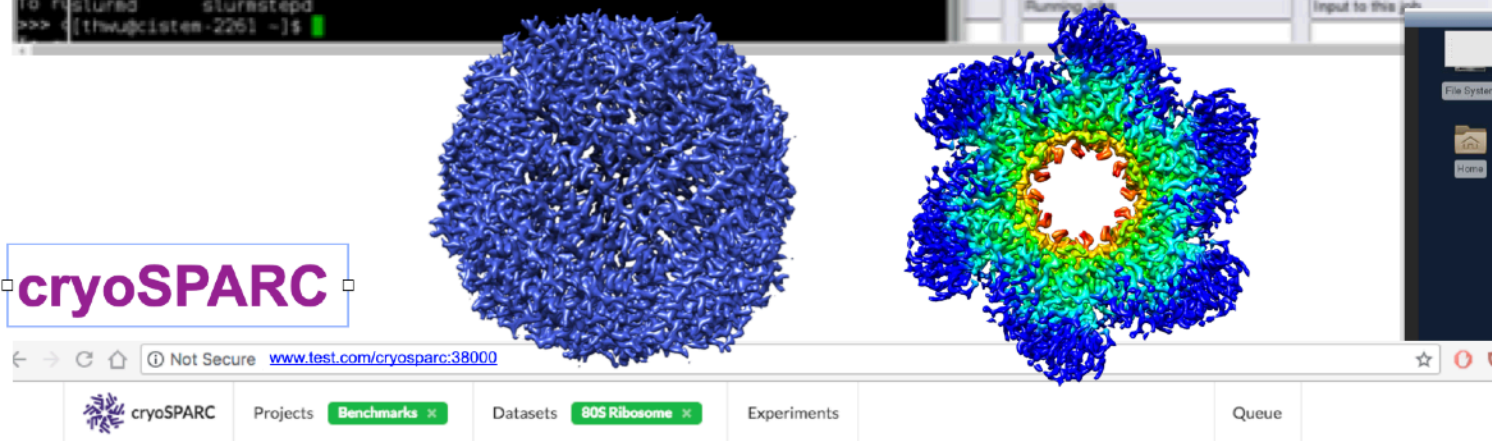 slurmd slurmstepd
>>> [thwu@cistem-2261 ~]$
Running jobs
Input to this job
File System
Home
cryoSPARC
Not Secure www.test.com/cryosparc:38000
cryoSPARC Projects Benchmarks × Datasets 80S Ribosome × Experiments Queue